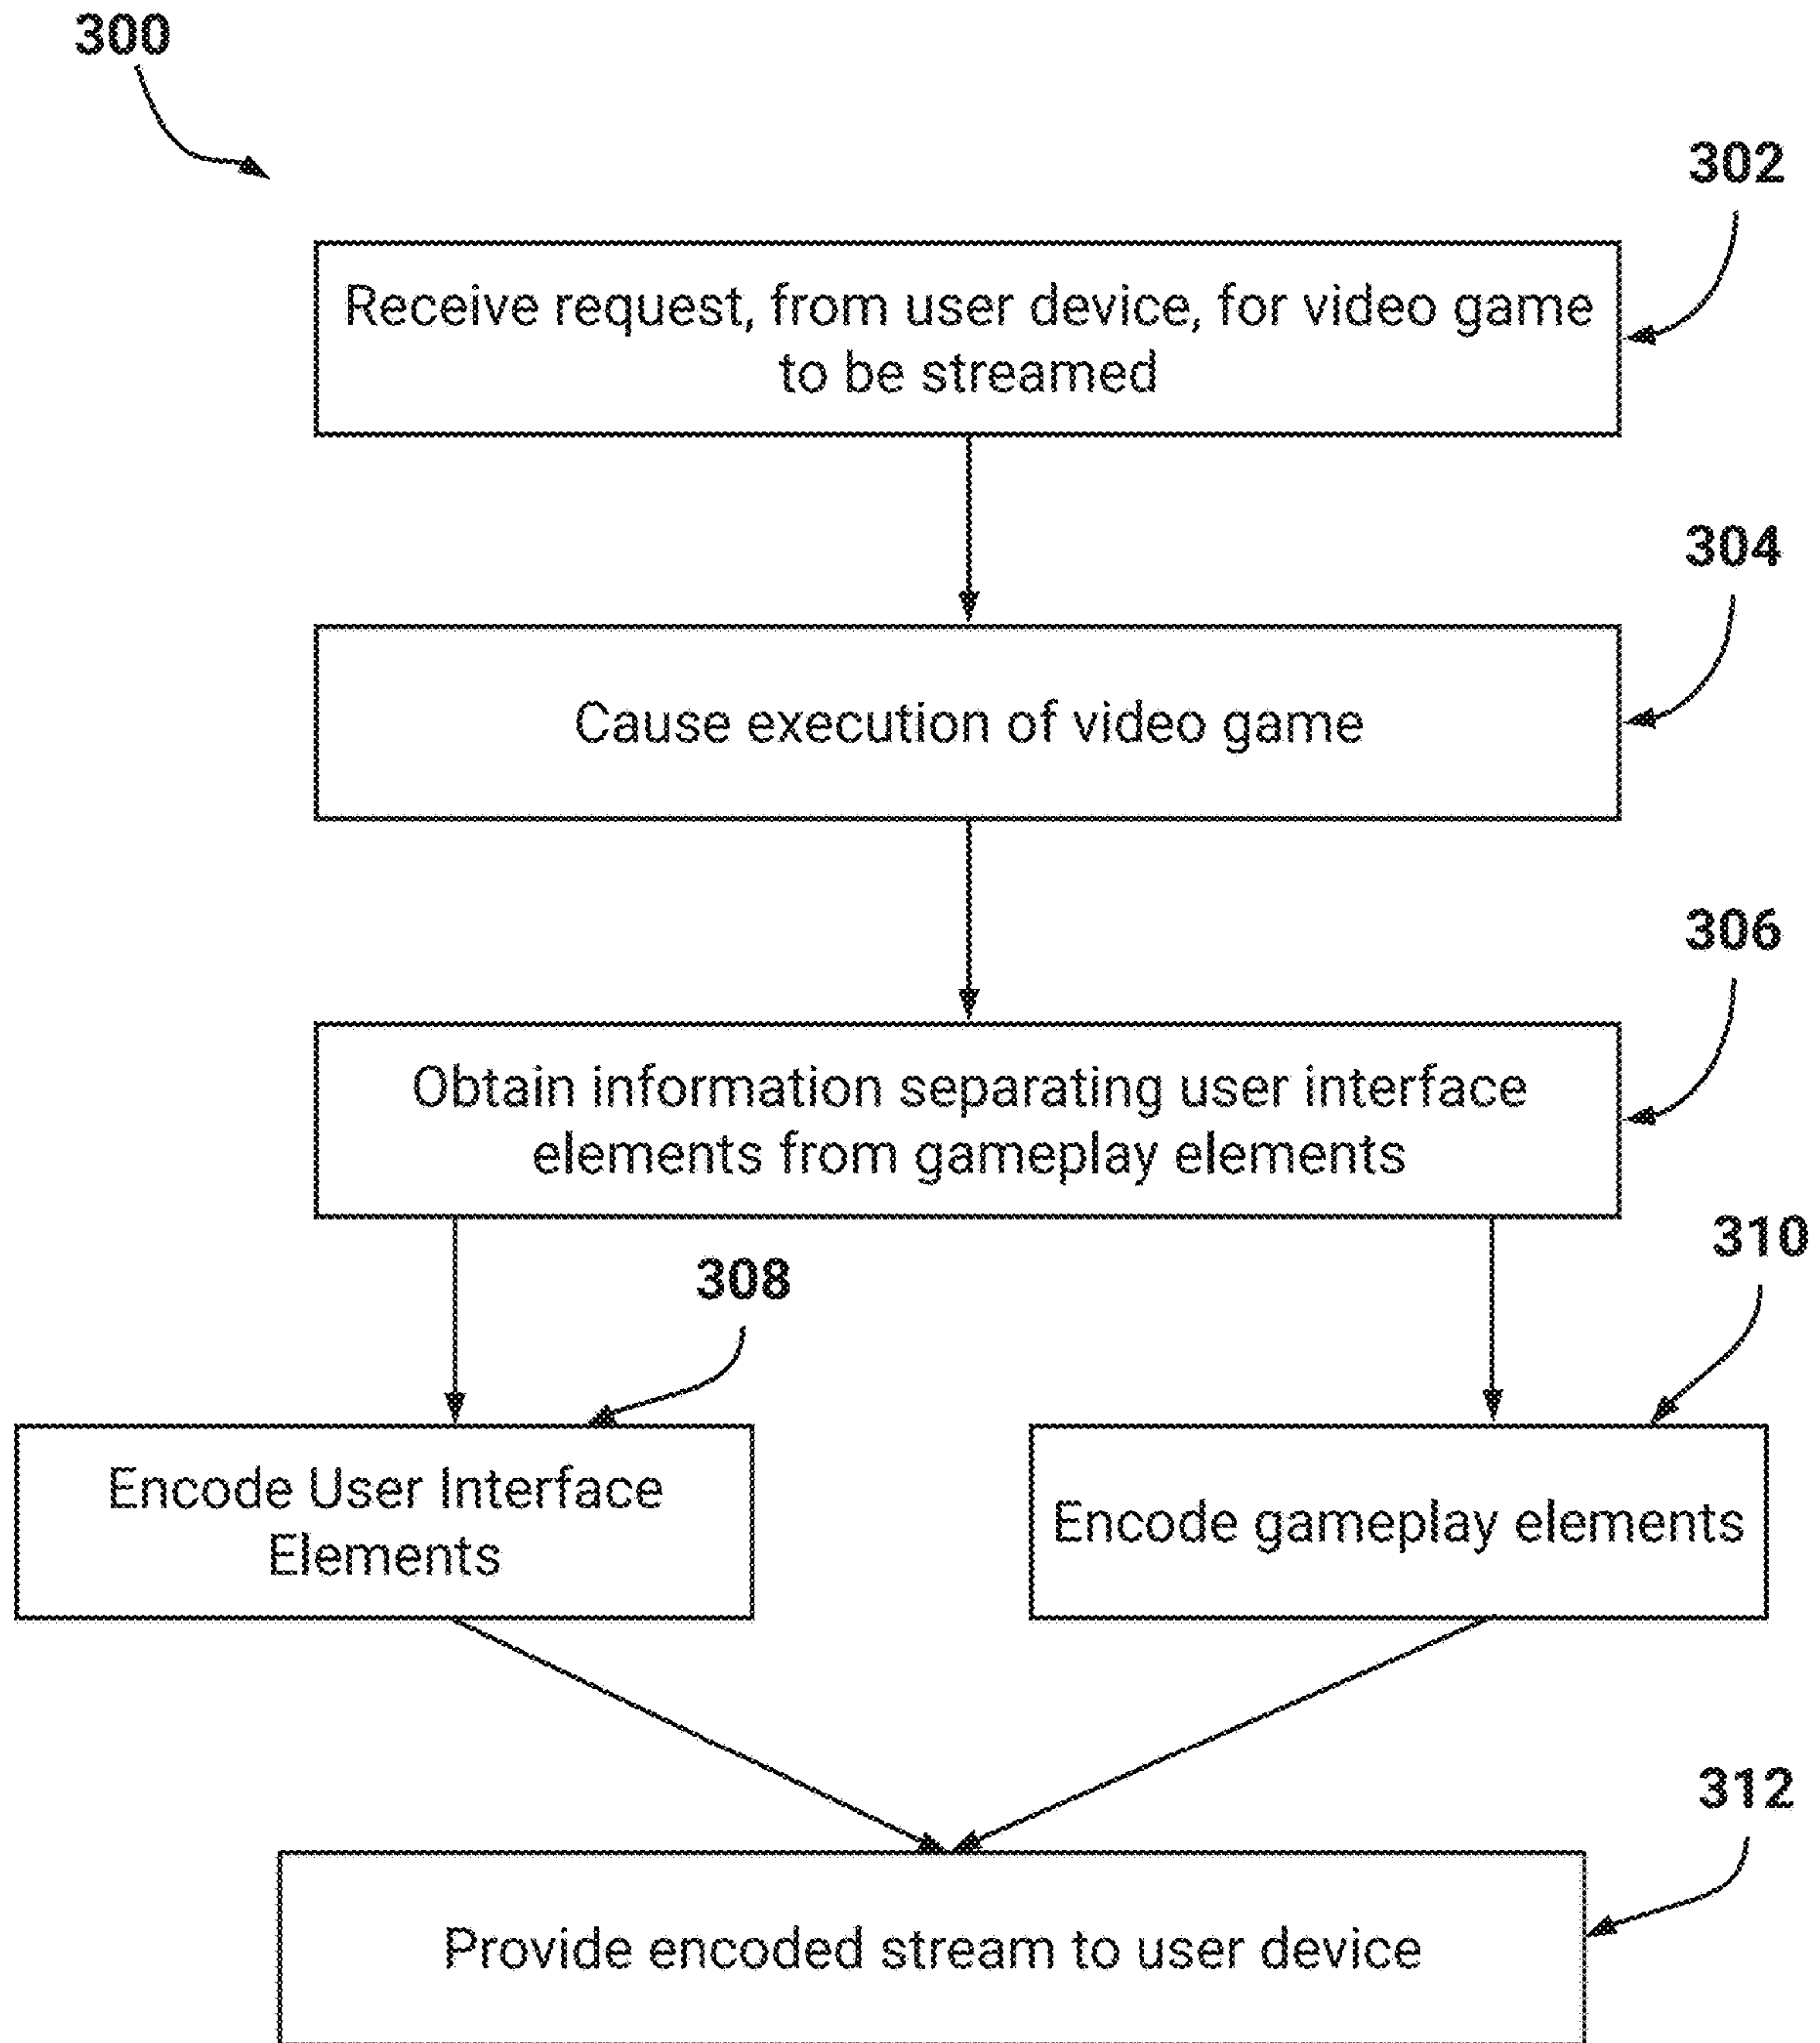 300
302
Receive request, from user device, for video game
to be streamed
304
Cause execution of video game
306
Obtain information separating user interface
elements from gameplay elements
308
310
Encode User Interface
Elements
Encode gameplay elements
312
Provide encoded stream to user device